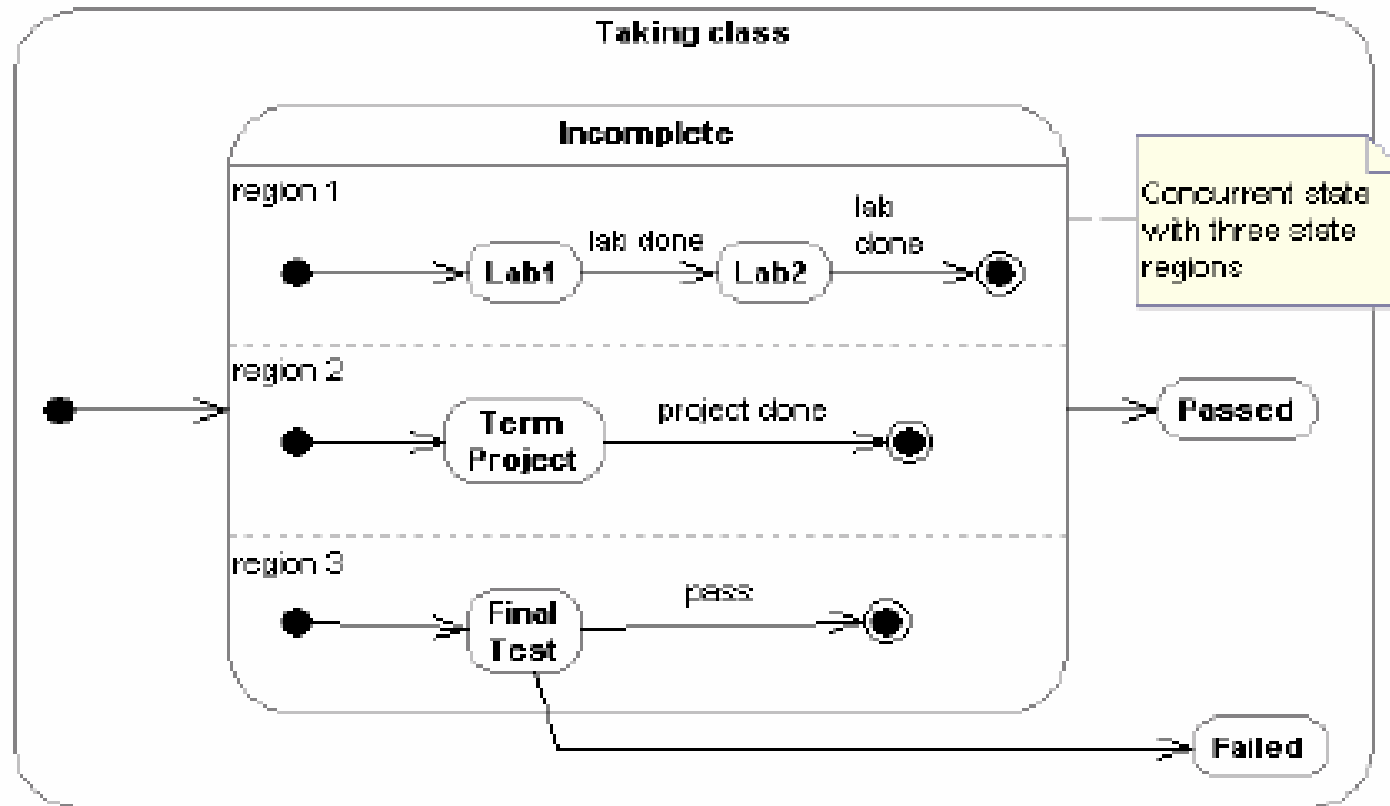 Taking class
Incomplete
region 1
lab done
Lab1
Lab2
lab
done
Concurrent state
with three state
regions
region 2
Term
Project
project done
Passed
region 3
Final
Test
pass
Failed